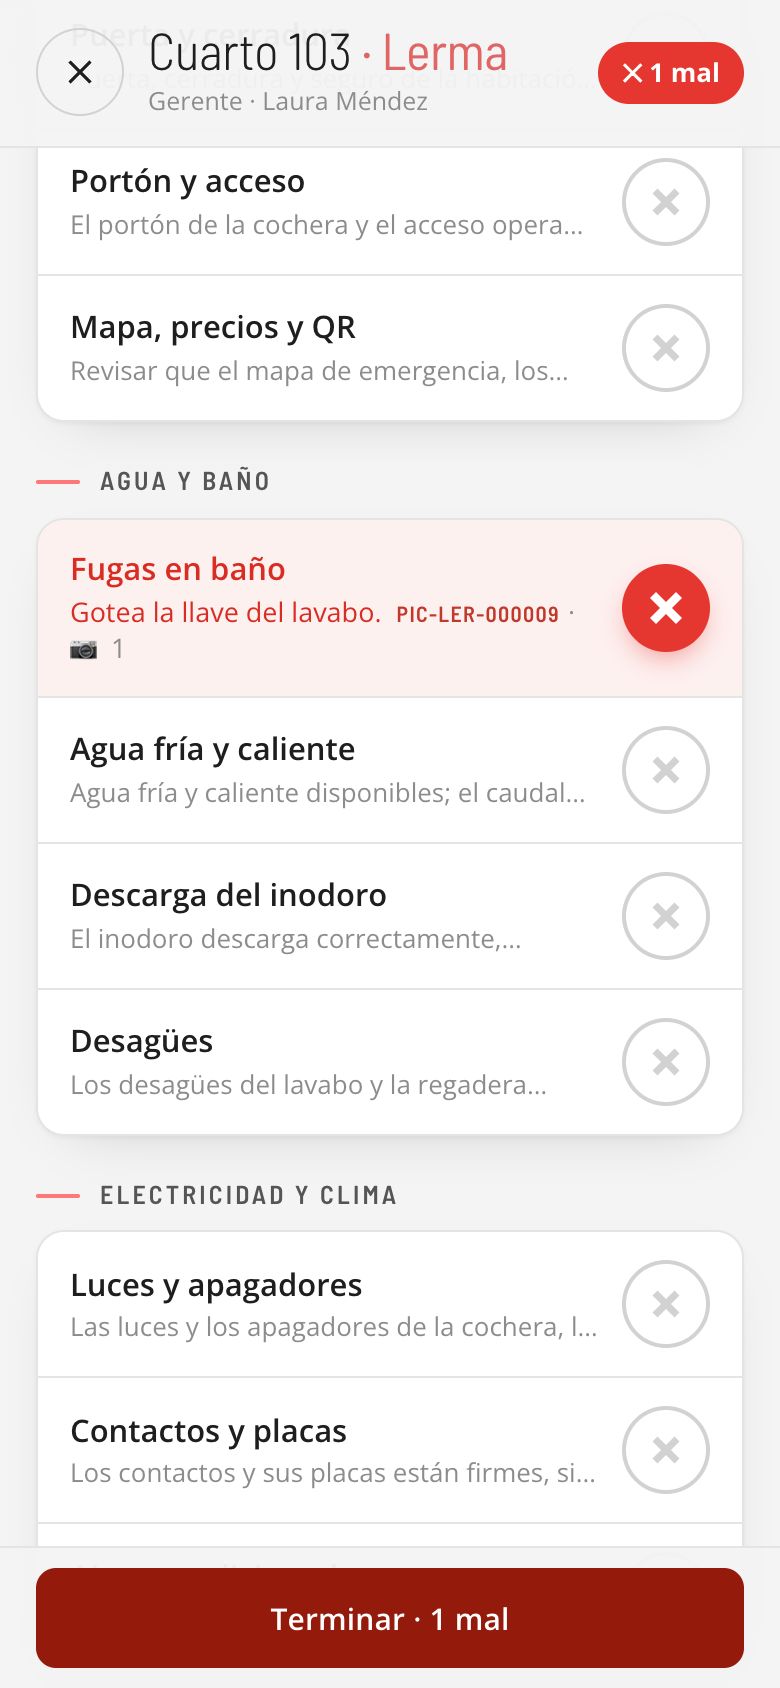 Cuarto 103 · Lerma
Gerente · Laura Méndez
1 mal
Portón y acceso
El portón de la cochera y el acceso opera...
Mapa, precios y QR
Revisar que el mapa de emergencia, los...
AGUA Y BAÑO
Fugas en baño
Gotea la llave del lavabo. PIC-LER-000009 ·
1
Agua fría y caliente
Agua fría y caliente disponibles; el caudal...
Descarga del inodoro
El inodoro descarga correctamente,...
Desagües
Los desagües del lavabo y la regadera...
ELECTRICIDAD Y CLIMA
Luces y apagadores
Las luces y los apagadores de la cochera, l...
Contactos y placas
Los contactos y sus placas están firmes, si...
Terminar · 1 mal